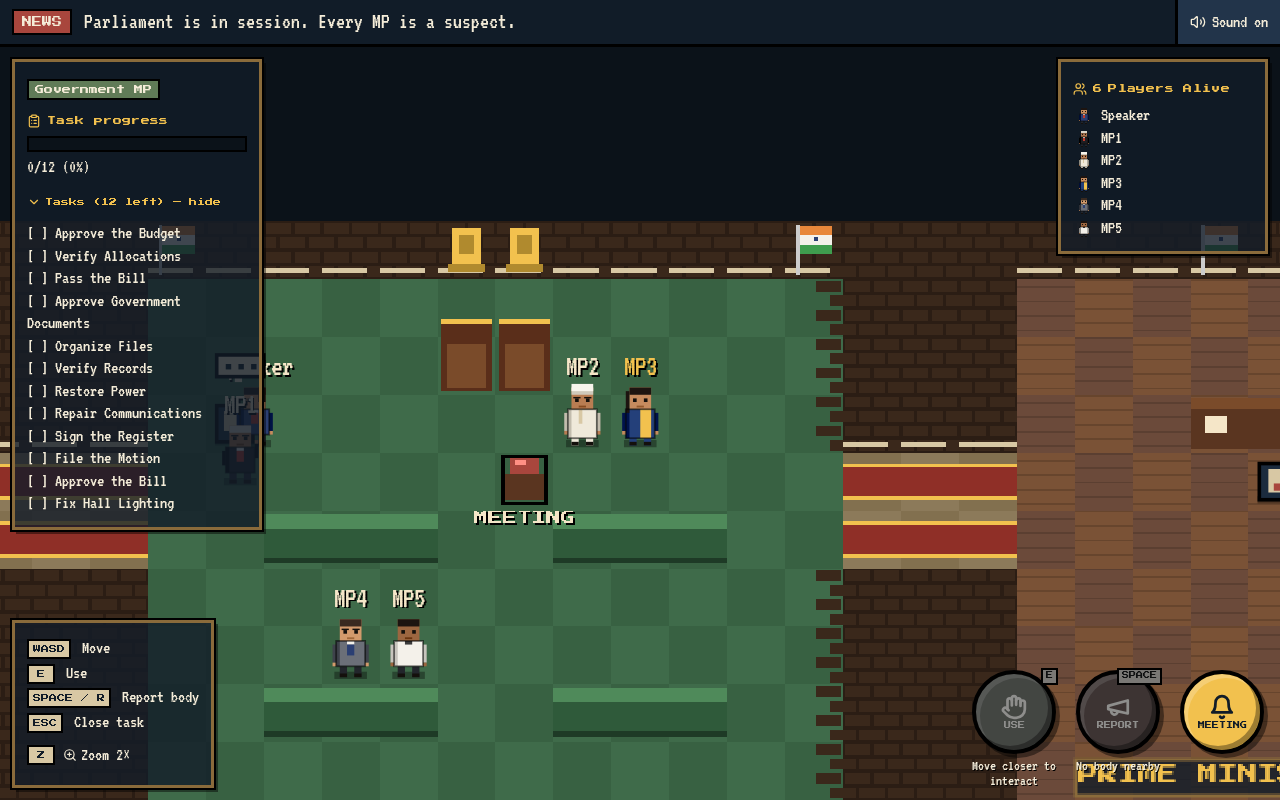 NEWS Parliament is in session. Every MP is a suspect.
Sound on
Government MP
Task progress
0/12 (0%)
Tasks (12 left) — hide
[ ] Approve the Budget
[ ] Verify Allocations
[ ] Pass the Bill
[ ] Approve Government
Documents
[ ] Organize Files
[ ] Verify Records
[ ] Restore Power
[ ] Repair Communications
[ ] Sign the Register
[ ] File the Motion
[ ] Approve the Bill
[ ] Fix Hall Lighting
6 Players Alive
Speaker
MP1
MP2
MP3
MP4
MP5
ker
MP1
MP2
MP3
MEETING
MP4
MP5
WASD Move
E Use
SPACE / R Report body
ESC Close task
Z Zoom 2X
E
USE
Move closer to
interact
SPACE
REPORT
No body nearby
MEETING
PRIME MINIS